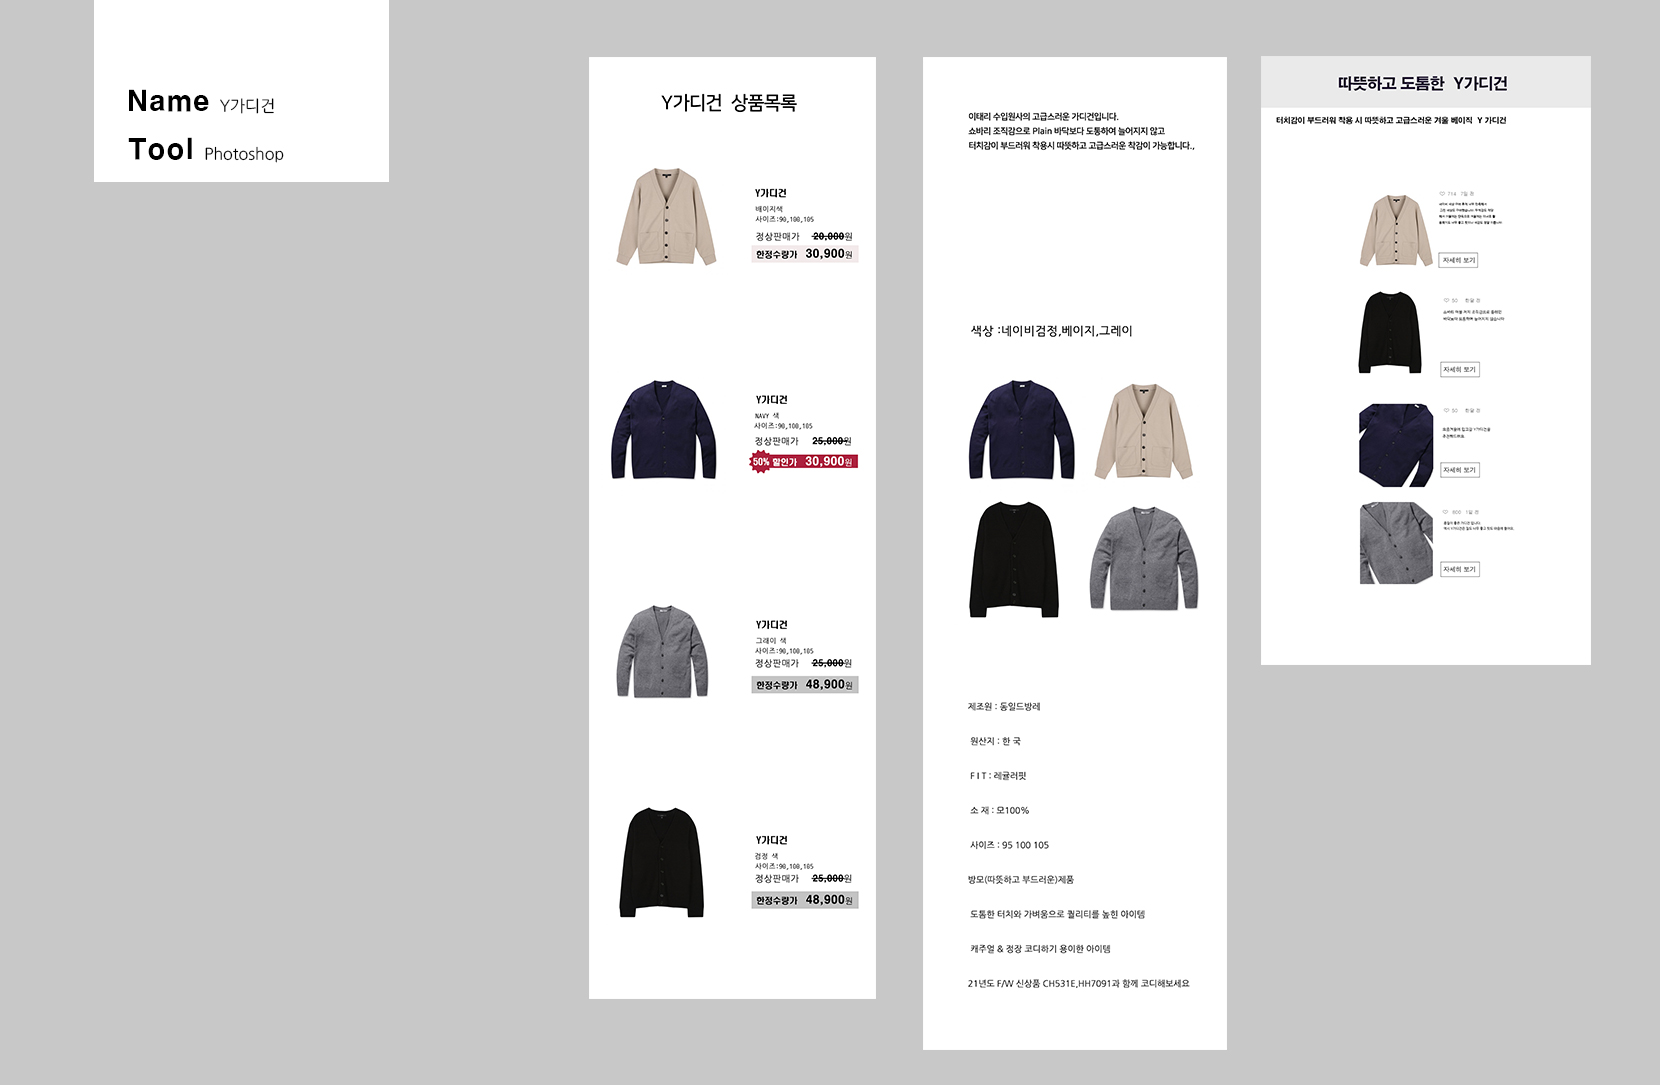 Name Y가디건
Tool Photoshop
Y가디건 상품목록
Y가디건
배이지색
사이즈:90,100,105
정상판매가 20,000원
한정수량가 30,900원
Y가디건
NAVY 색
사이즈:90,100,105
정상판매가 25,000원
50% 할인가 30,900원
Y가디건
그래이 색
사이즈:90,100,105
정상판매가 25,000원
한정수량가 48,900원
Y가디건
검정 색
사이즈:90,100,105
정상판매가 25,000원
한정수량가 48,900원
이태리 수입원사의 고급스러운 가디건입니다.
쇼바리 조직감으로 Plain 바닥보다 도톰하여 늘어지지 않고
터치감이 부드러워 착용시 따뜻하고 고급스러운 착감이 가능합니다.,
색상 :네이비검정,베이지,그레이
제조원 : 동일드방레
원산지 : 한 국
F I T : 레귤러핏
소 재 : 모100%
사이즈 : 95 100 105
방모(따뜻하고 부드러운)제품
도톰한 터치와 가벼움으로 퀄리티를 높힌 아이템
캐주얼 & 정장 코디하기 용이한 아이템
21년도 F/W 신상품 CH531E,HH7091과 함께 코디해보세요
따뜻하고 도톰한 Y가디건
터치감이 부드러워 착용 시 따뜻하고 고급스러운 겨울 베이직 Y 가디건
714 7일 전
자세히 보기
50 한달 전
자세히 보기
50 한달 전
자세히 보기
800 1달 전
자세히 보기